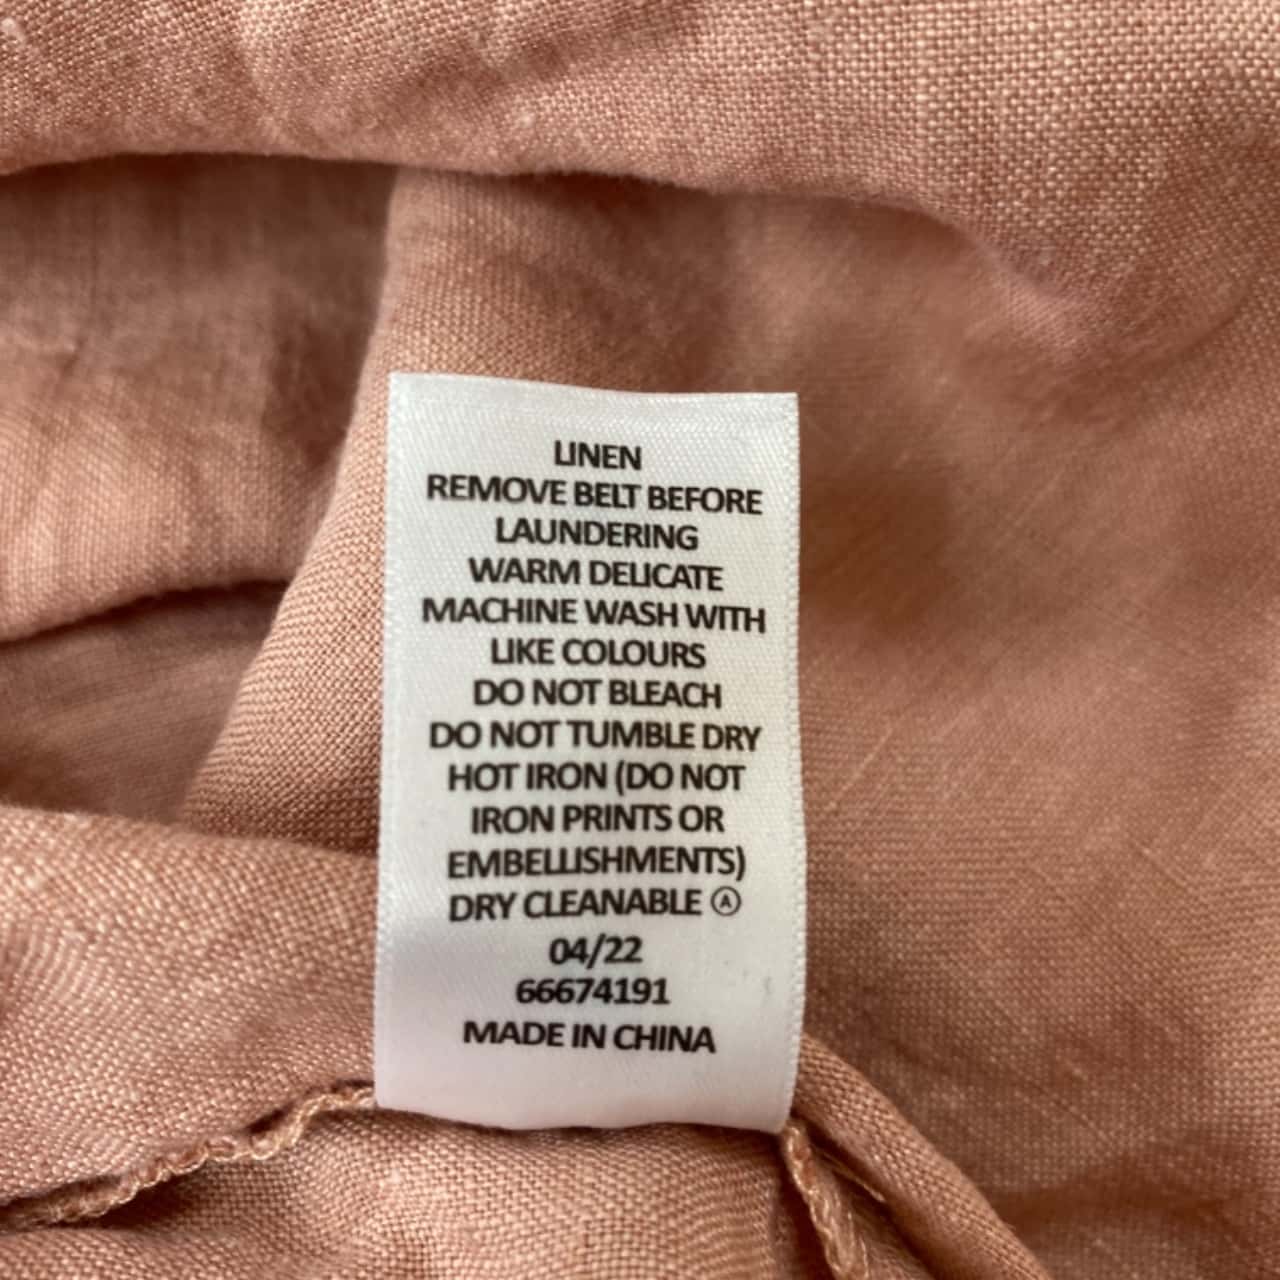 LINEN
REMOVE BELT BEFORE
LAUNDERING
WARM DELICATE
MACHINE WASH WITH
LIKE COLOURS
DO NOT BLEACH
DO NOT TUMBLE DRY
HOT IRON (DO NOT
IRON PRINTS OR
EMBELLISHMENTS)
DRY CLEANABLE Ⓐ
04/22
66674191
MADE IN CHINA